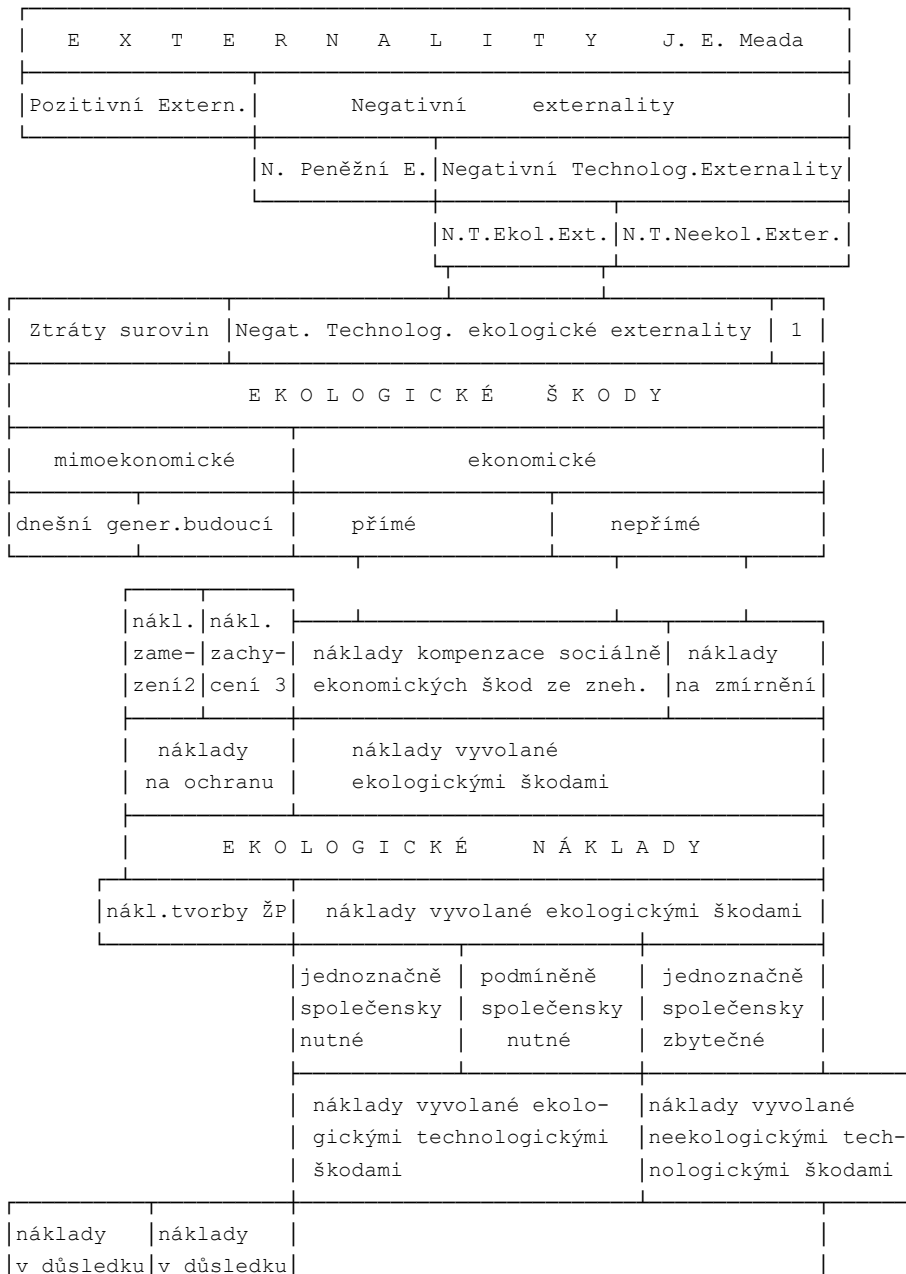 E X T E R N A L I T Y J. E. Meada
Pozitivní Extern. Negativní externality
N. Peněžní E. Negativní Technolog.Externality
N.T.Ekol.Ext. N.T.Neekol.Exter.
Ztráty surovin Negat. Technolog. ekologické externality 1
E K O L O G I C K É Š K O D Y
mimoekonomické ekonomické
dnešní gener.budoucí přímé nepřímé
nákl. nákl.
zame- zachy- náklady kompenzace sociálně náklady
zení2 cení 3 ekonomických škod ze zneh. na zmírnění
náklady náklady vyvolané
na ochranu ekologickými škodami
E K O L O G I C K É N Á K L A D Y
nákl.tvorby ŽP náklady vyvolané ekologickými škodami
jednoznačně podmíněně jednoznačně
společensky společensky společensky
nutné nutné zbytečné
náklady vyvolané ekolo- náklady vyvolané
gickými technologickými neekologickými tech-
škodami nologickými škodami
náklady náklady
v důsledku v důsledku